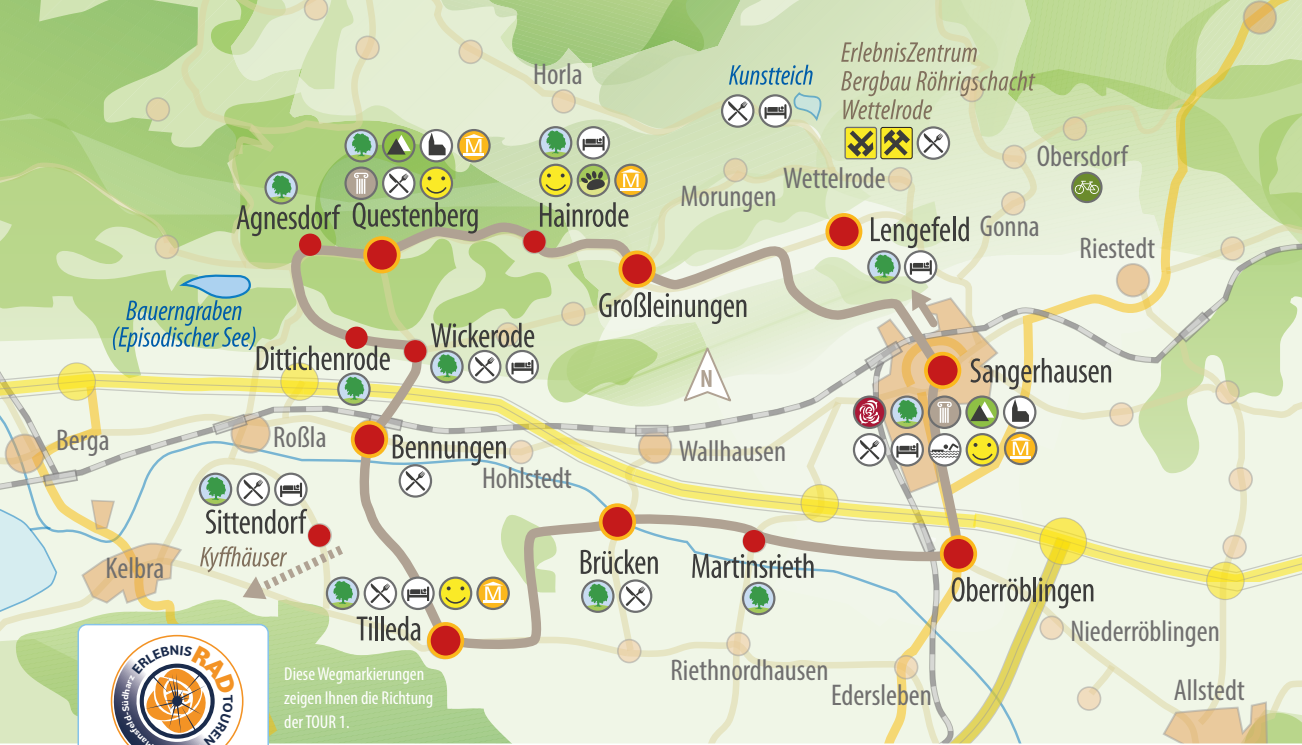 Horla
Kunstteich
ErlebnisZentrum
Bergbau Röhrigschacht
Wettelrode
Obersdorf
Wettelrode
Morungen
Agnesdorf
Questenberg
Hainrode
Lengefeld
Gonna
Riestedt
Bauerngraben
(Episodischer See)
Großleinungen
Wickerode
Dittichenrode
N
Sangerhausen
Berga
Roßla
Bennungen
Wallhausen
Hohlstedt
Sittendorf
Kyffhäuser
Kelbra
Brücken
Martinsrieth
Oberröblingen
Tilleda
Niederröblingen
Riethnordhausen
Edersleben
Allstedt
ERLEBNIS RAD TOUREN
Mansfeld-Südharz
Diese Wegmarkierungen
zeigen Ihnen die Richtung
der TOUR 1.
M
M
M
M